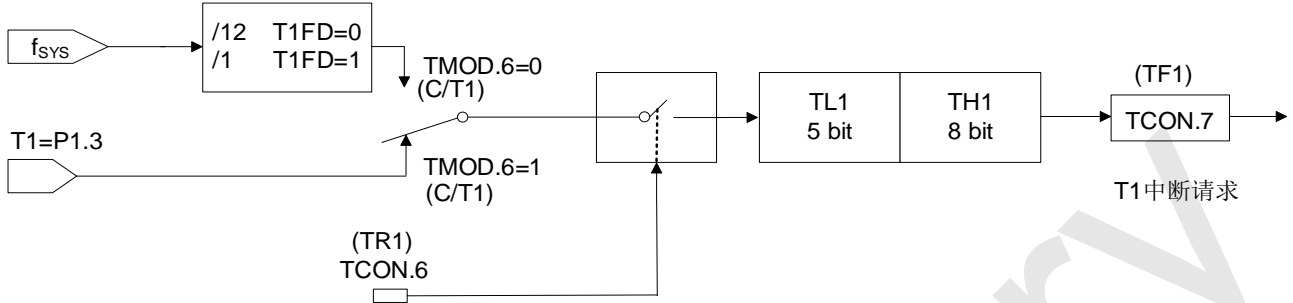 f_SYS
/12 T1FD=0
/1 T1FD=1
TMOD.6=0
(C/T1)
T1=P1.3
TMOD.6=1
(C/T1)
(TR1)
TCON.6
TL1
5 bit
TH1
8 bit
(TF1)
TCON.7
T1中断请求